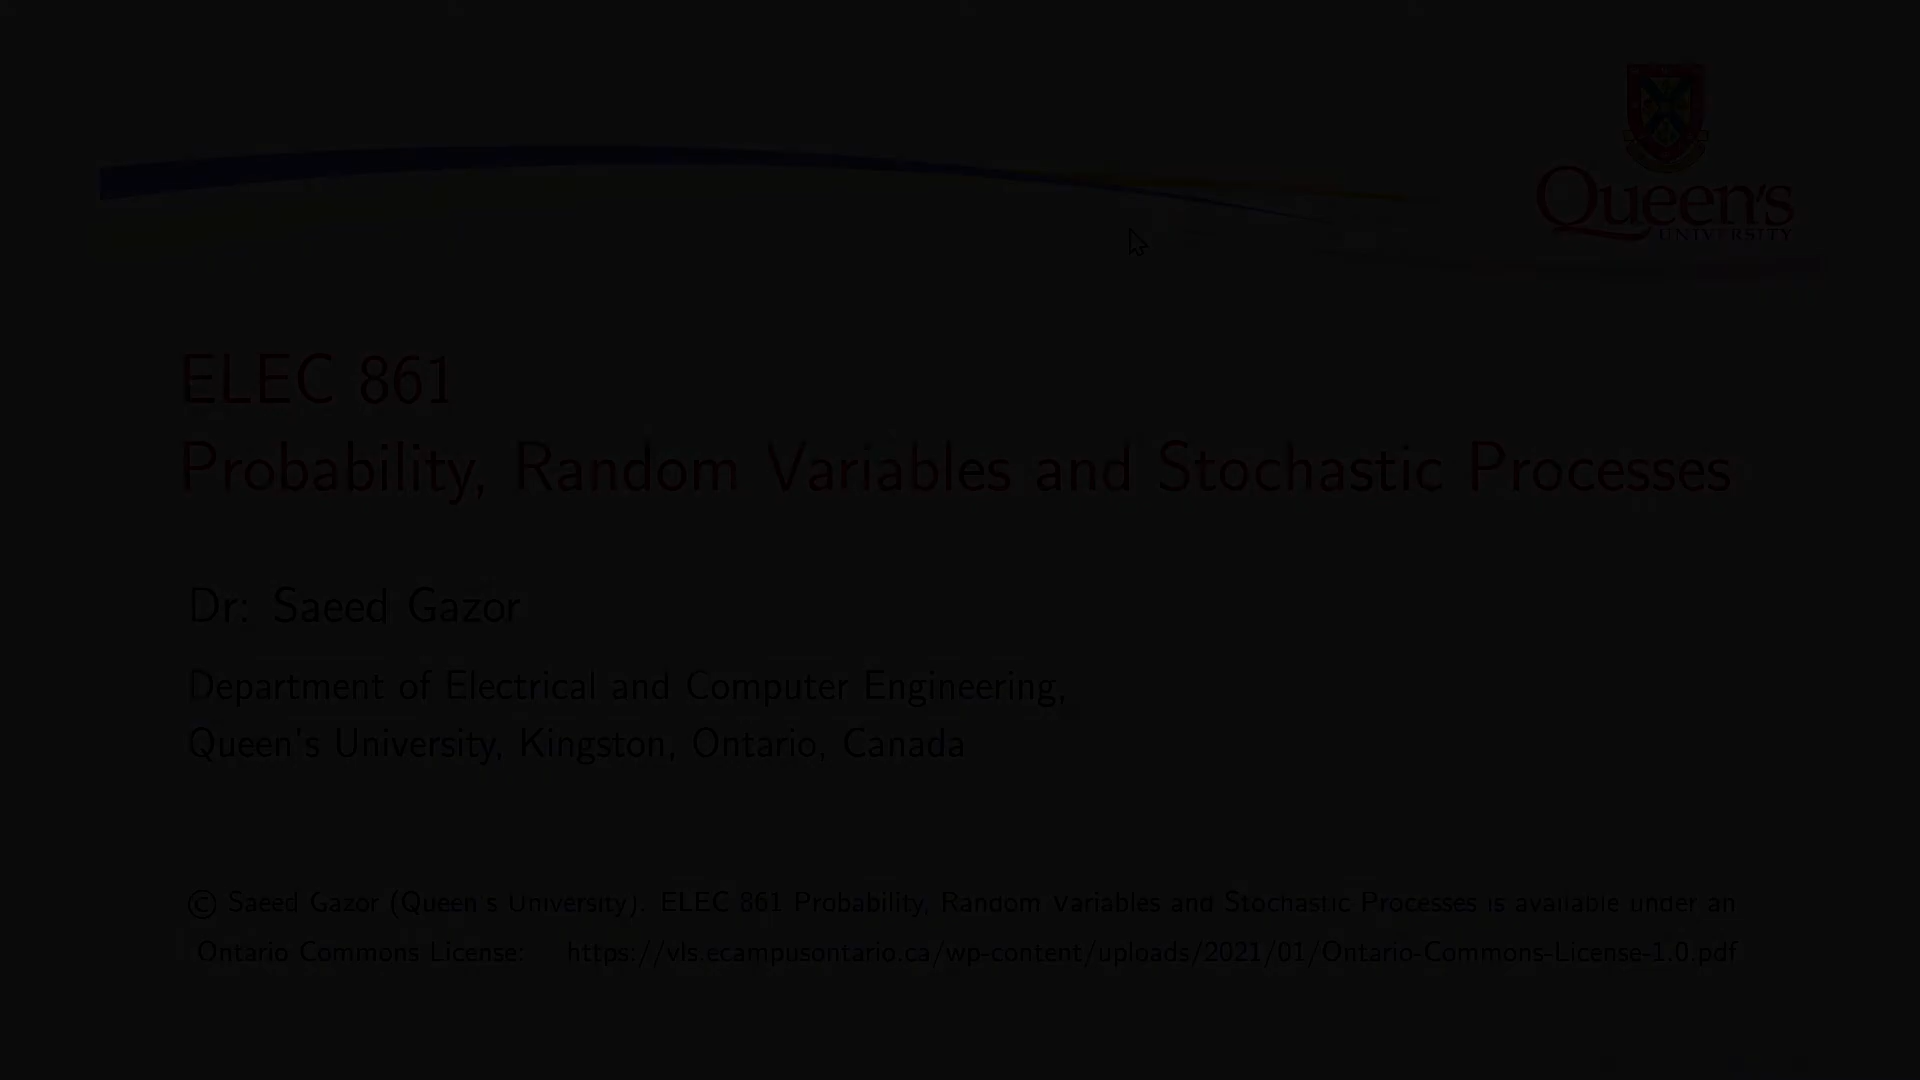 Queen's
UNIVERSITY
ELEC 861
Probability, Random Variables and Stochastic Processes
Dr: Saeed Gazor
Department of Electrical and Computer Engineering,
Queen's University, Kingston, Ontario, Canada
© Saeed Gazor (Queen's University). ELEC 861 Probability, Random Variables and Stochastic Processes is available under an
Ontario Commons License: https://vls.ecampusontario.ca/wp-content/uploads/2021/01/Ontario-Commons-License-1.0.pdf